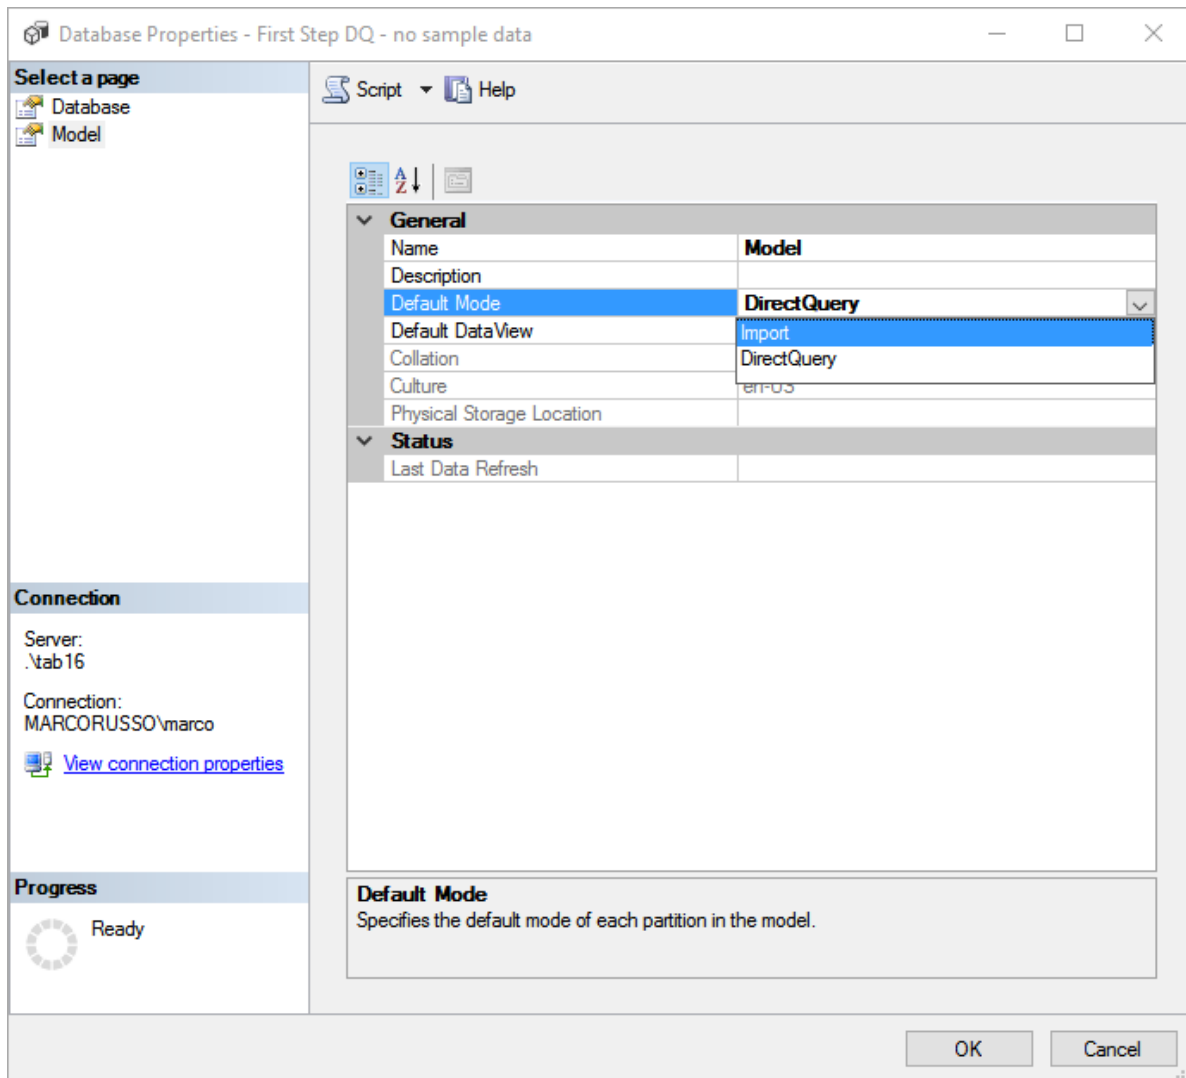 Database Properties - First Step DQ - no sample data
Select a page
Database
Model
Script
Help
A
Z
General
Name Model
Description
Default Mode DirectQuery
Default DataView Import
Collation DirectQuery
Culture en-US
Physical Storage Location
Status
Last Data Refresh
Connection
Server:
.\tab16
Connection:
MARCORUSSO\marco
View connection properties
Progress
Ready
Default Mode
Specifies the default mode of each partition in the model.
OK Cancel